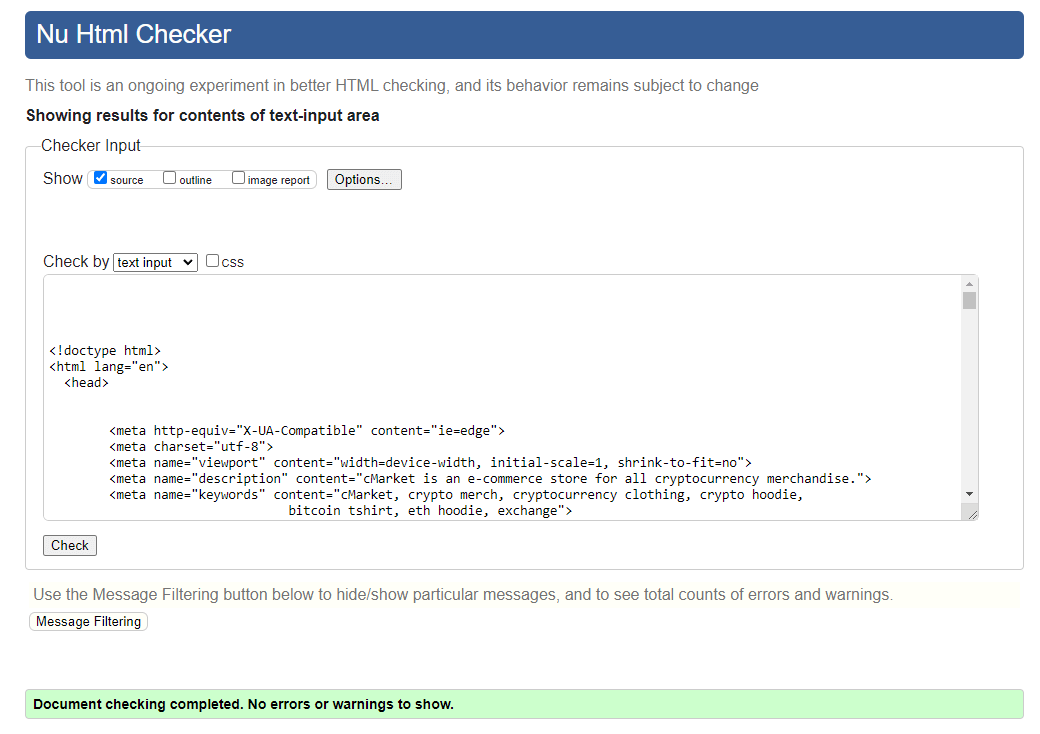 Nu Html Checker
This tool is an ongoing experiment in better HTML checking, and its behavior remains subject to change
Showing results for contents of text-input area
Checker Input
Show source outline image report Options...
Check by text input css
<!doctype html>
<html lang="en">
<head>
<meta http-equiv="X-UA-Compatible" content="ie=edge">
<meta charset="utf-8">
<meta name="viewport" content="width=device-width, initial-scale=1, shrink-to-fit=no">
<meta name="description" content="cMarket is an e-commerce store for all cryptocurrency merchandise.">
<meta name="keywords" content="cMarket, crypto merch, cryptocurrency clothing, crypto hoodie,
bitcoin tshirt, eth hoodie, exchange">
Check
Use the Message Filtering button below to hide/show particular messages, and to see total counts of errors and warnings.
Message Filtering
Document checking completed. No errors or warnings to show.